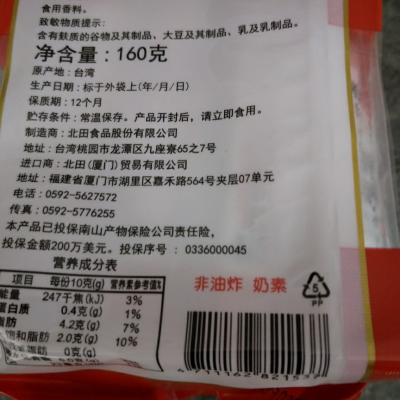 食用香料。
致敏物质提示：
含有麸质的谷物及其制品、大豆及其制品、乳及乳制品。
净含量：160克
原产地：台湾
生产日期：标于外袋上(年/月/日)
保质期：12个月
贮存条件：常温保存。产品开封后，请立即食用。
制造商：北田食品股份有限公司
地址：台湾桃园市龙潭区九座寮65之7号
进口商：北田(厦门)贸易有限公司
地址：福建省厦门市湖里区嘉禾路564号夹层07单元
电话：0592-5627572
传真：0592-5776255
本产品已投保南山产物保险公司责任险，
投保金额200万美元。投保序号：0336000045
营养成分表
项目 每份10克(g) 营养素参考值%
能量 247千焦(kJ) 3%
蛋白质 0.4克(g) 1%
脂肪 4.2克(g) 7%
饱和脂肪 2.0克(g) 10%
脂肪 0克(g)
非油炸 奶素
5
PP
4711162821537